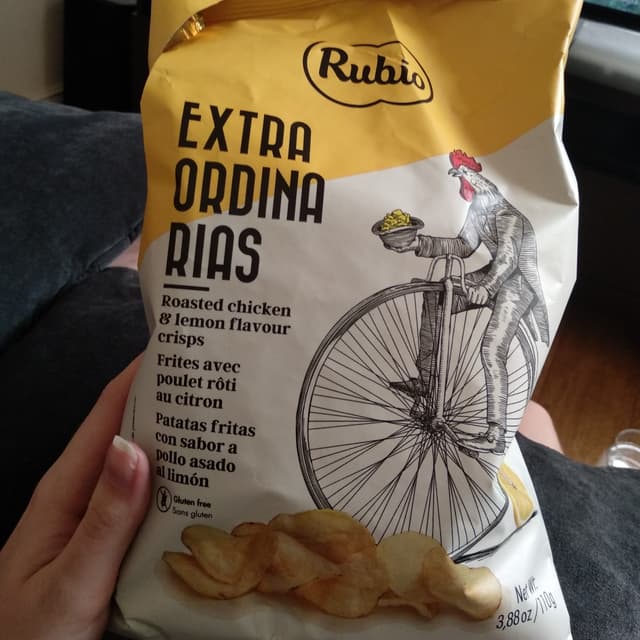 Rubio
EXTRA
ORDINA
RIAS
Roasted chicken
& lemon flavour
crisps
Frites avec
poulet rôti
au citron
Patatas fritas
con sabor a
pollo asado
al limón
Gluten free
Sans gluten
Net Wt.
3,88oz/110g